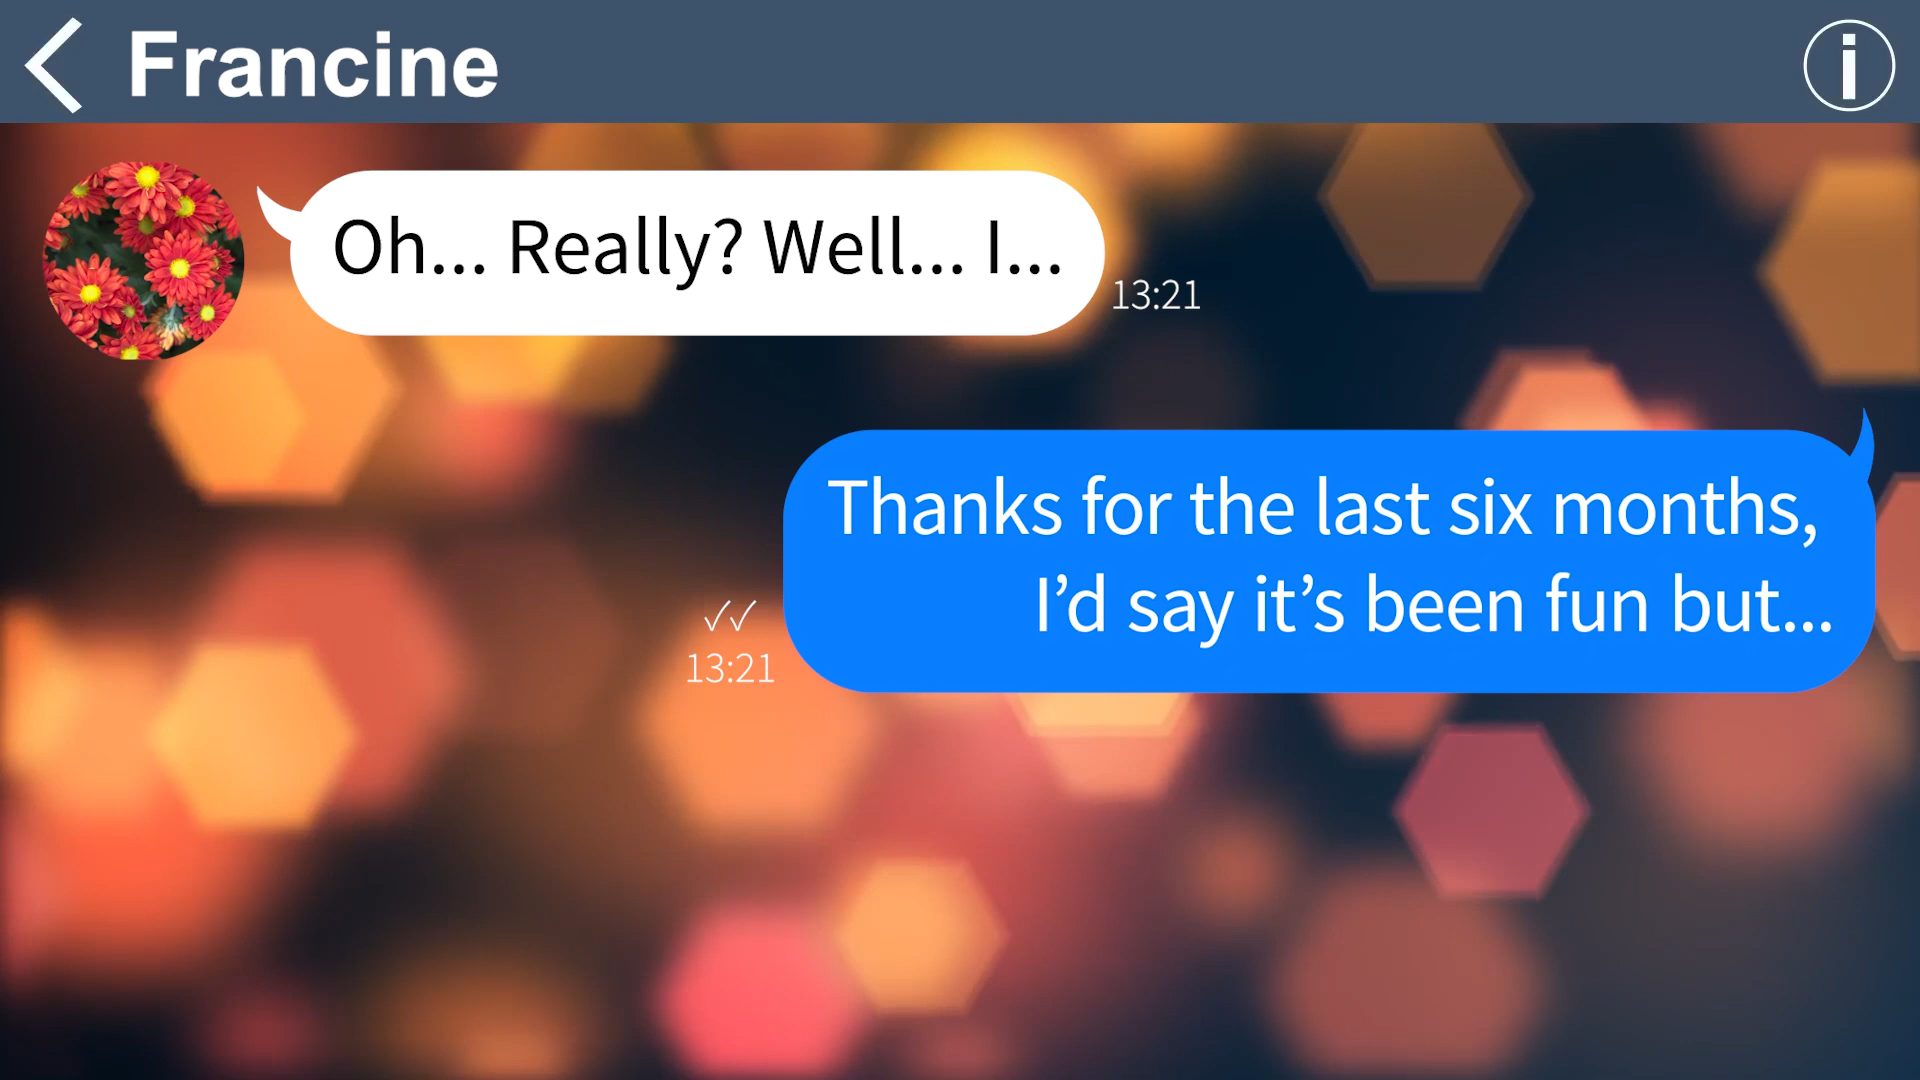 Francine
Oh... Really? Well... I...
13:21
Thanks for the last six months,
I’d say it’s been fun but...
13:21